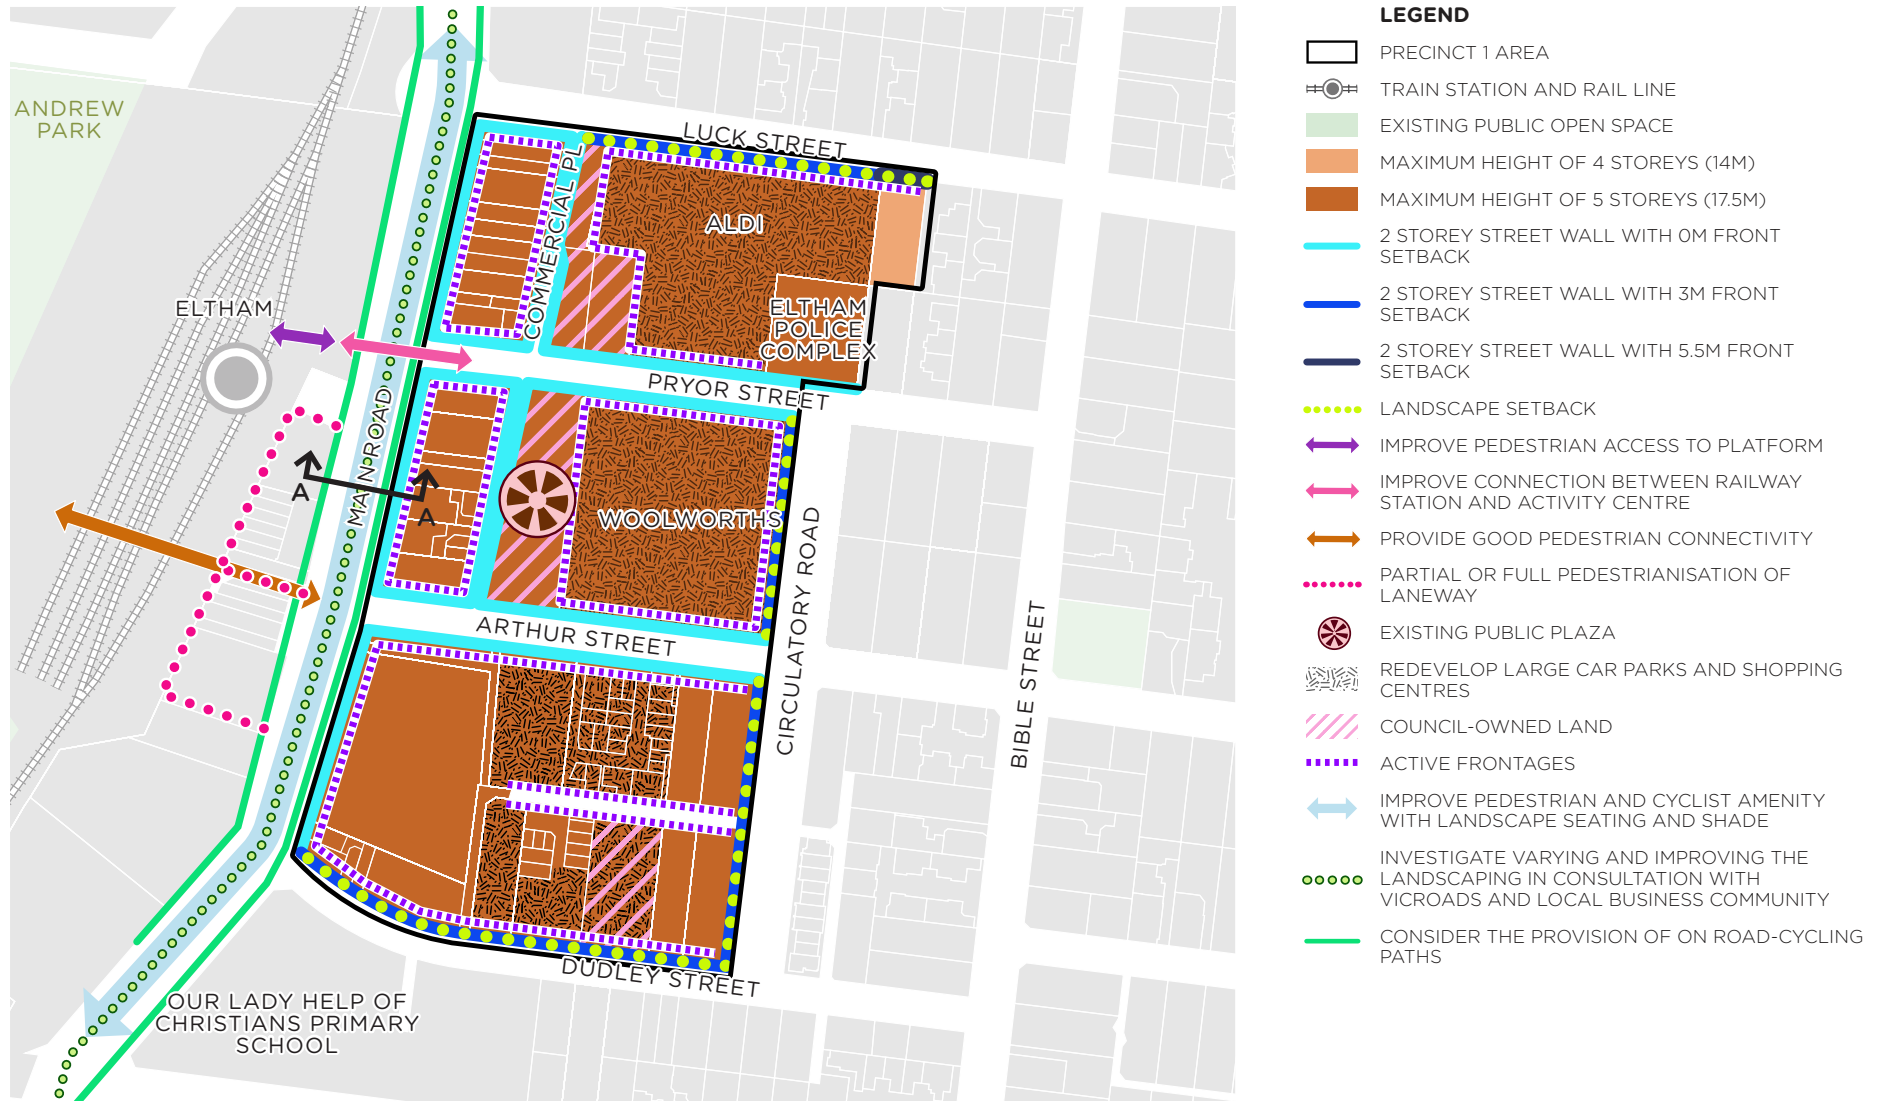 ANDREW
PARK
LUCK STREET
COMMERCIAL PL
ALDI
ELTHAM
ELTHAM
POLICE
COMPLEX
PRYOR STREET
MAIN ROAD
A
A
WOOLWORTHS
CIRCULATORY ROAD
ARTHUR STREET
BIBLE STREET
DUDLEY STREET
OUR LADY HELP OF
CHRISTIANS PRIMARY
SCHOOL
LEGEND
PRECINCT 1 AREA
TRAIN STATION AND RAIL LINE
EXISTING PUBLIC OPEN SPACE
MAXIMUM HEIGHT OF 4 STOREYS (14M)
MAXIMUM HEIGHT OF 5 STOREYS (17.5M)
2 STOREY STREET WALL WITH 0M FRONT
SETBACK
2 STOREY STREET WALL WITH 3M FRONT
SETBACK
2 STOREY STREET WALL WITH 5.5M FRONT
SETBACK
LANDSCAPE SETBACK
IMPROVE PEDESTRIAN ACCESS TO PLATFORM
IMPROVE CONNECTION BETWEEN RAILWAY
STATION AND ACTIVITY CENTRE
PROVIDE GOOD PEDESTRIAN CONNECTIVITY
PARTIAL OR FULL PEDESTRIANISATION OF
LANEWAY
EXISTING PUBLIC PLAZA
REDEVELOP LARGE CAR PARKS AND SHOPPING
CENTRES
COUNCIL-OWNED LAND
ACTIVE FRONTAGES
IMPROVE PEDESTRIAN AND CYCLIST AMENITY
WITH LANDSCAPE SEATING AND SHADE
INVESTIGATE VARYING AND IMPROVING THE
LANDSCAPING IN CONSULTATION WITH
VICROADS AND LOCAL BUSINESS COMMUNITY
CONSIDER THE PROVISION OF ON ROAD-CYCLING
PATHS